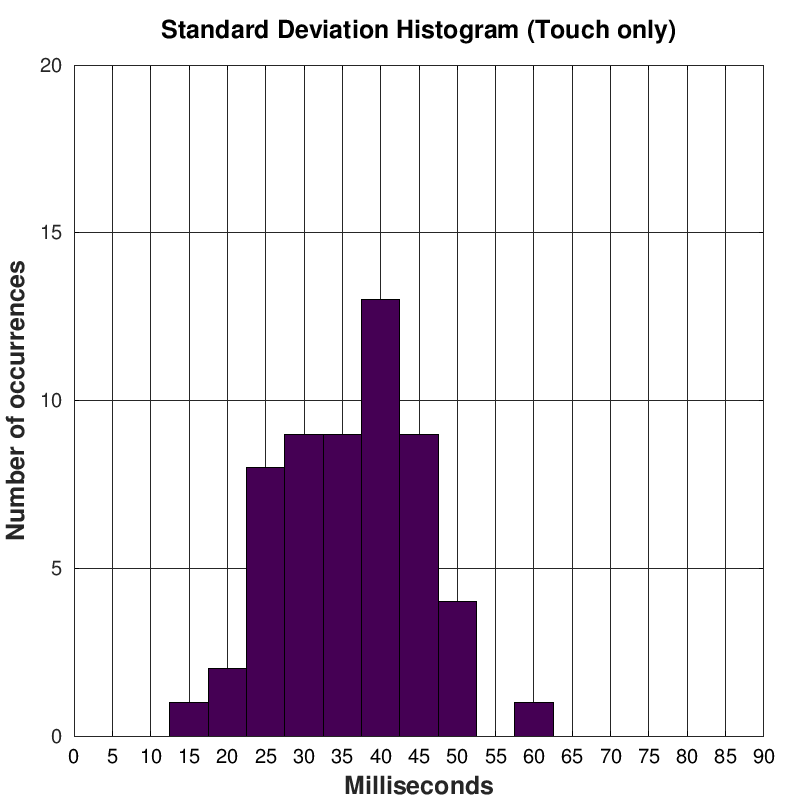 Standard Deviation Histogram (Touch only)
20
15
10
5
0
Number of occurrences
0 5 10 15 20 25 30 35 40 45 50 55 60 65 70 75 80 85 90
Milliseconds